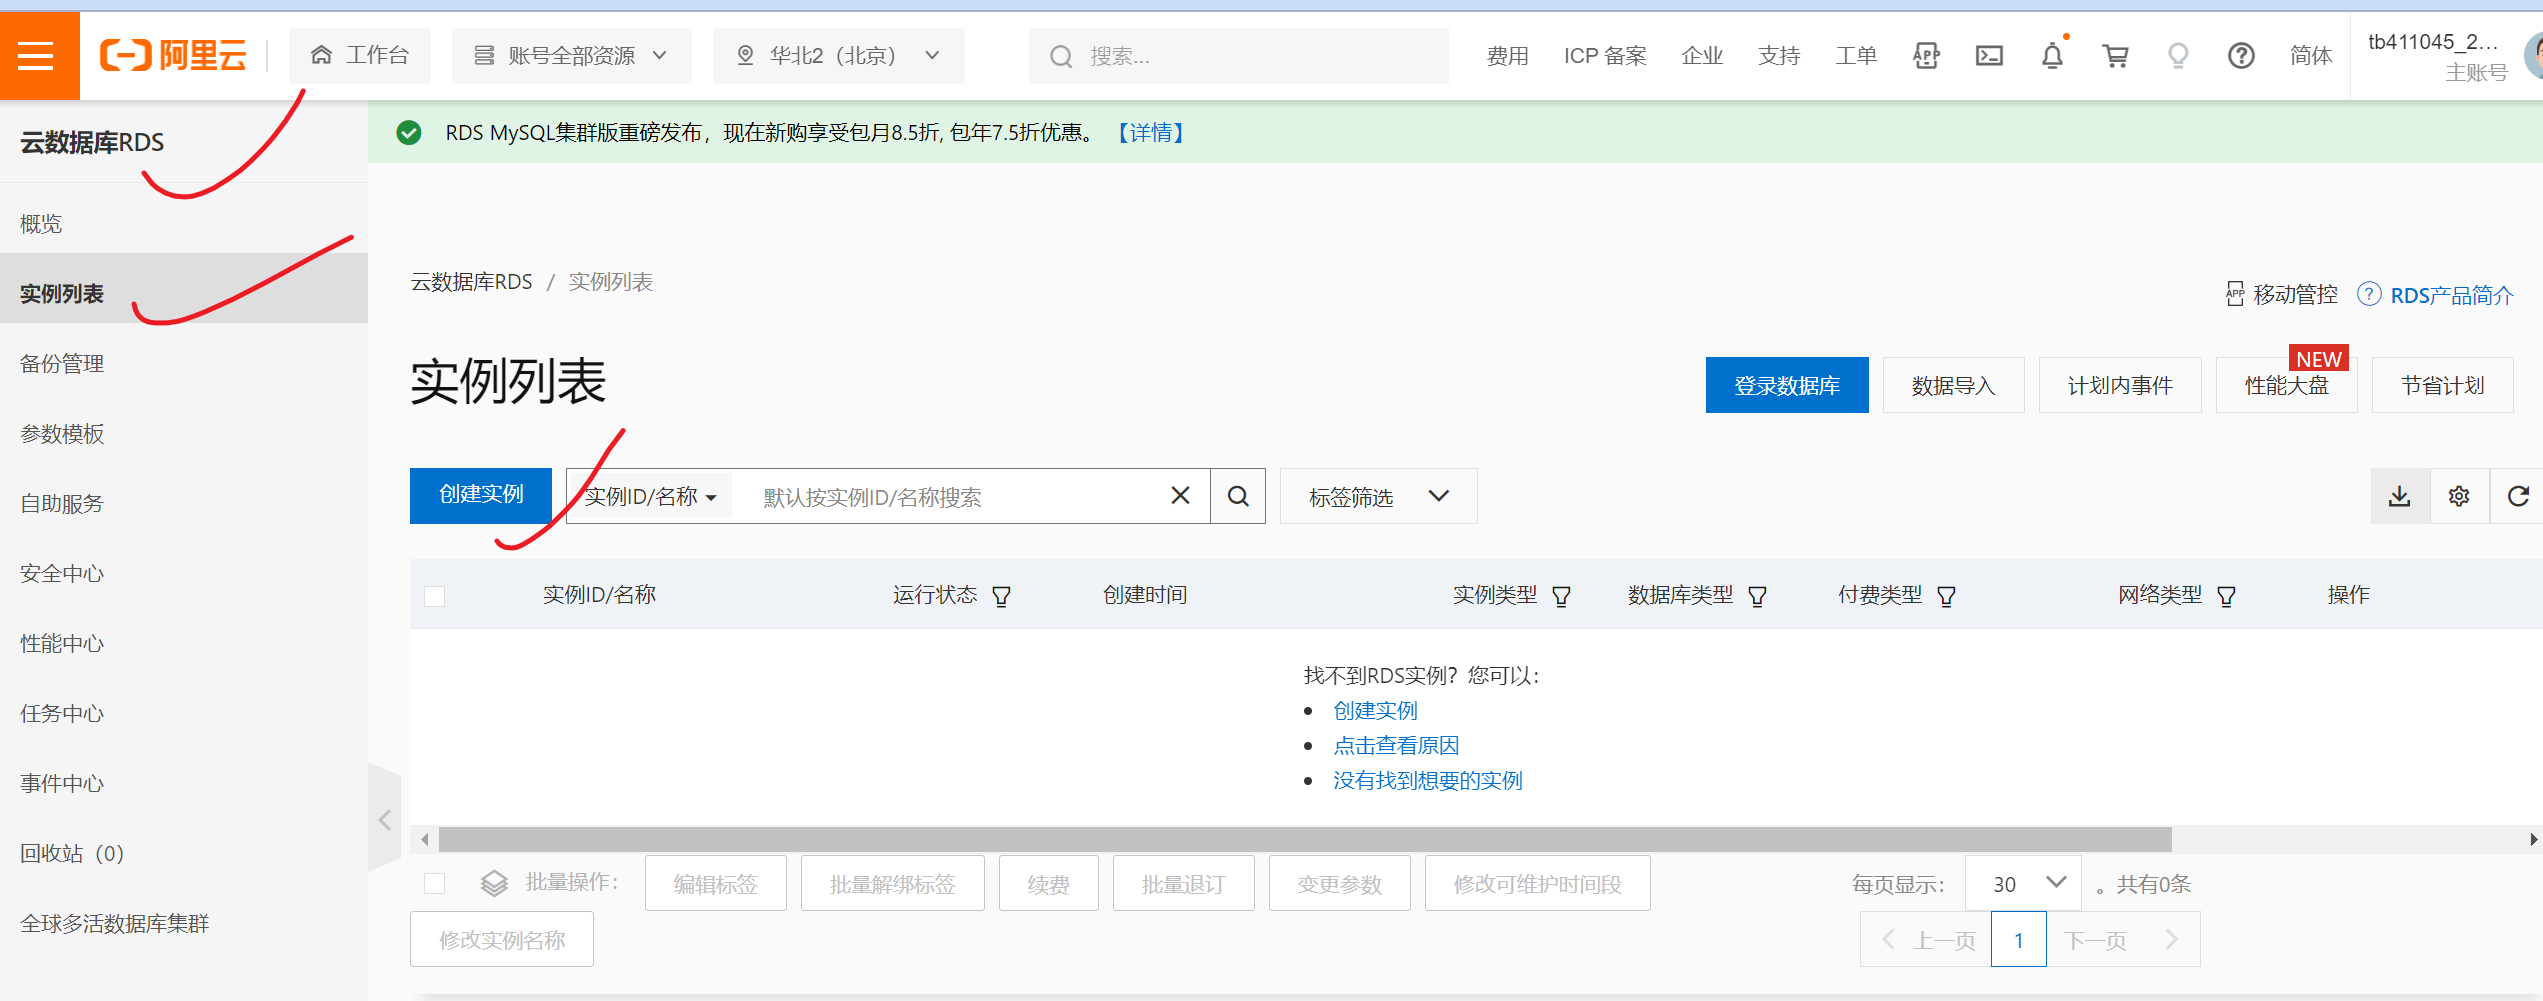 阿里云
工作台
账号全部资源
华北2（北京）
搜索...
费用
ICP 备案
企业
支持
工单
APP
简体
tb411045_2...
主账号
云数据库RDS
RDS MySQL集群版重磅发布，现在新购享受包月8.5折, 包年7.5折优惠。 【详情】
概览
实例列表
备份管理
参数模板
自助服务
安全中心
性能中心
任务中心
事件中心
回收站（0）
全球多活数据库集群
云数据库RDS / 实例列表
APP 移动管控
RDS产品简介
实例列表
登录数据库
数据导入
计划内事件
NEW
性能大盘
节省计划
创建实例
实例ID/名称
默认按实例ID/名称搜索
标签筛选
实例ID/名称
运行状态
创建时间
实例类型
数据库类型
付费类型
网络类型
操作
找不到RDS实例？您可以：
创建实例
点击查看原因
没有找到想要的实例
批量操作：
编辑标签
批量解绑标签
续费
批量退订
变更参数
修改可维护时间段
修改实例名称
每页显示：
30
。共有0条
上一页
1
下一页